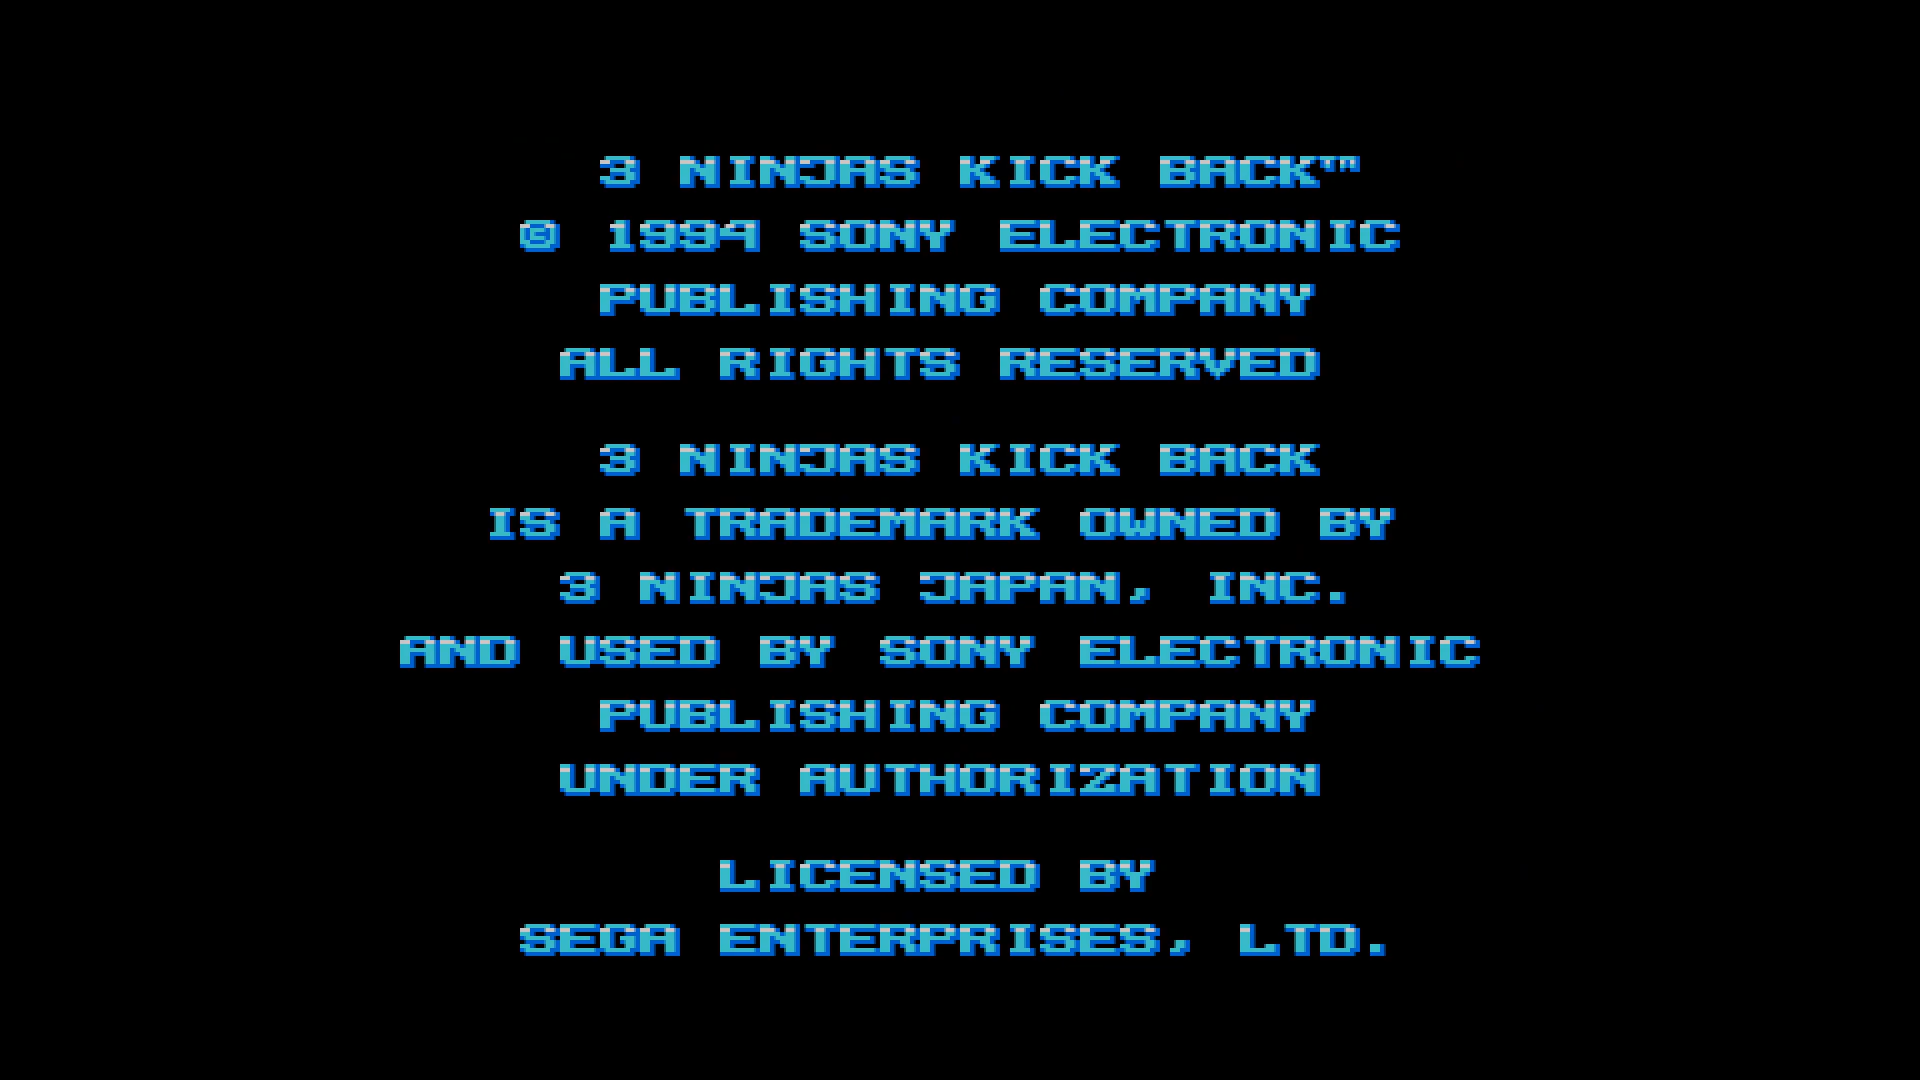 3 NINJAS KICK BACK™
© 1994 SONY ELECTRONIC
PUBLISHING COMPANY
ALL RIGHTS RESERVED
3 NINJAS KICK BACK
IS A TRADEMARK OWNED BY
3 NINJAS JAPAN, INC.
AND USED BY SONY ELECTRONIC
PUBLISHING COMPANY
UNDER AUTHORIZATION
LICENSED BY
SEGA ENTERPRISES, LTD.